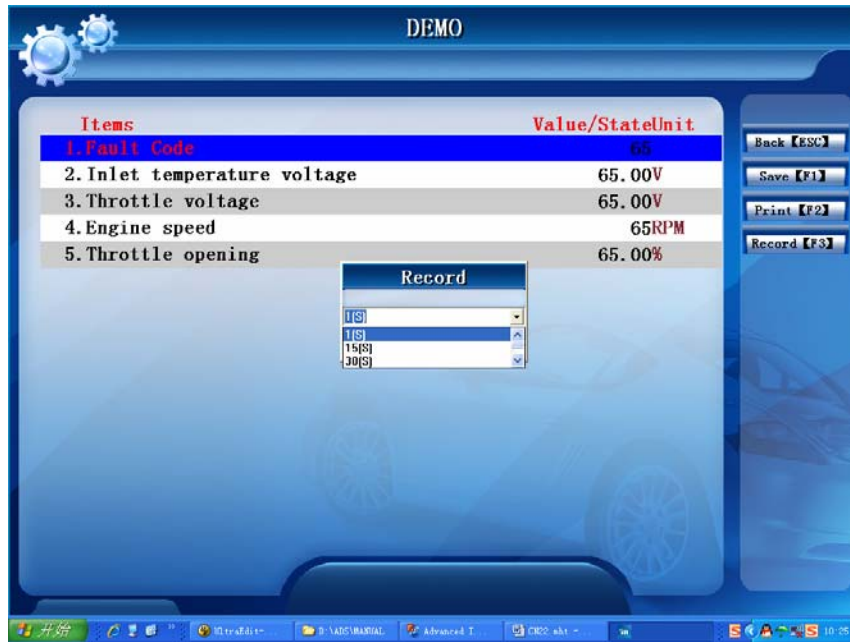 DEMO
Items Value/StateUnit
1.Fault Code 65
2.Inlet temperature voltage 65.00V
3.Throttle voltage 65.00V
4.Engine speed 65RPM
5.Throttle opening 65.00%
Back【ESC】
Save【F1】
Print【F2】
Record【F3】
Record
1(S)
1(S)
15(S)
30(S)
开始 UltraEdit-... D:\ADS\MANUAL Advanced I... 10:25